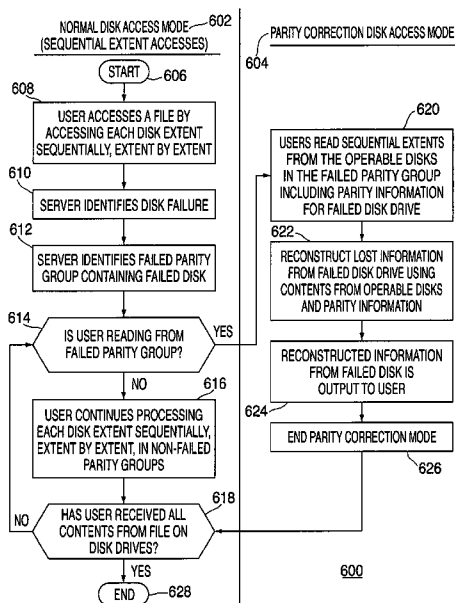 NORMAL DISK ACCESS MODE 602
(SEQUENTIAL EXTENT ACCESSES)
START
606
608
USER ACCESSES A FILE BY
ACCESSING EACH DISK EXTENT
SEQUENTIALLY, EXTENT BY EXTENT
610
SERVER IDENTIFIES DISK FAILURE
612
SERVER IDENTIFIES FAILED PARITY
GROUP CONTAINING FAILED DISK
614
IS USER READING FROM
FAILED PARITY GROUP?
YES
NO
616
USER CONTINUES PROCESSING
EACH DISK EXTENT SEQUENTIALLY,
EXTENT BY EXTENT, IN NON-FAILED
PARITY GROUPS
618
NO
HAS USER RECEIVED ALL
CONTENTS FROM FILE ON
DISK DRIVES?
YES
END
628
PARITY CORRECTION DISK ACCESS MODE
604
620
USERS READ SEQUENTIAL EXTENTS
FROM THE OPERABLE DISKS
IN THE FAILED PARITY GROUP
INCLUDING PARITY INFORMATION
FOR FAILED DISK DRIVE
622
RECONSTRUCT LOST INFORMATION
FROM FAILED DISK DRIVE USING
CONTENTS FROM OPERABLE DISKS
AND PARITY INFORMATION
RECONSTRUCTED INFORMATION
FROM FAILED DISK IS
OUTPUT TO USER
624
END PARITY CORRECTION MODE
626
600